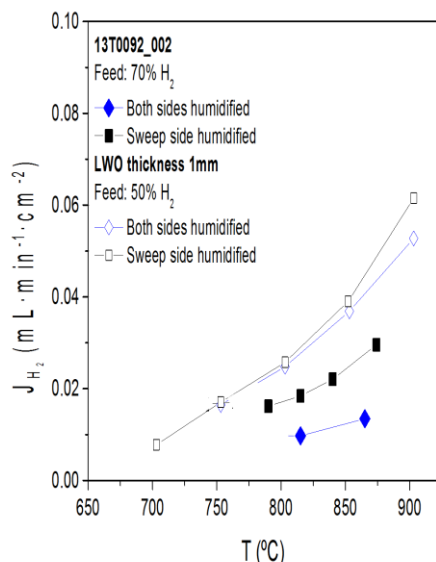 0.10
0.08
0.06
0.04
0.02
0.00
J H₂ (mL·min⁻¹·cm⁻²)
13T0092_002
Feed: 70% H₂
Both sides humidified
Sweep side humidified
LWO thickness 1mm
Feed: 50% H₂
Both sides humidified
Sweep side humidified
650 700 750 800 850 900
T (ºC)